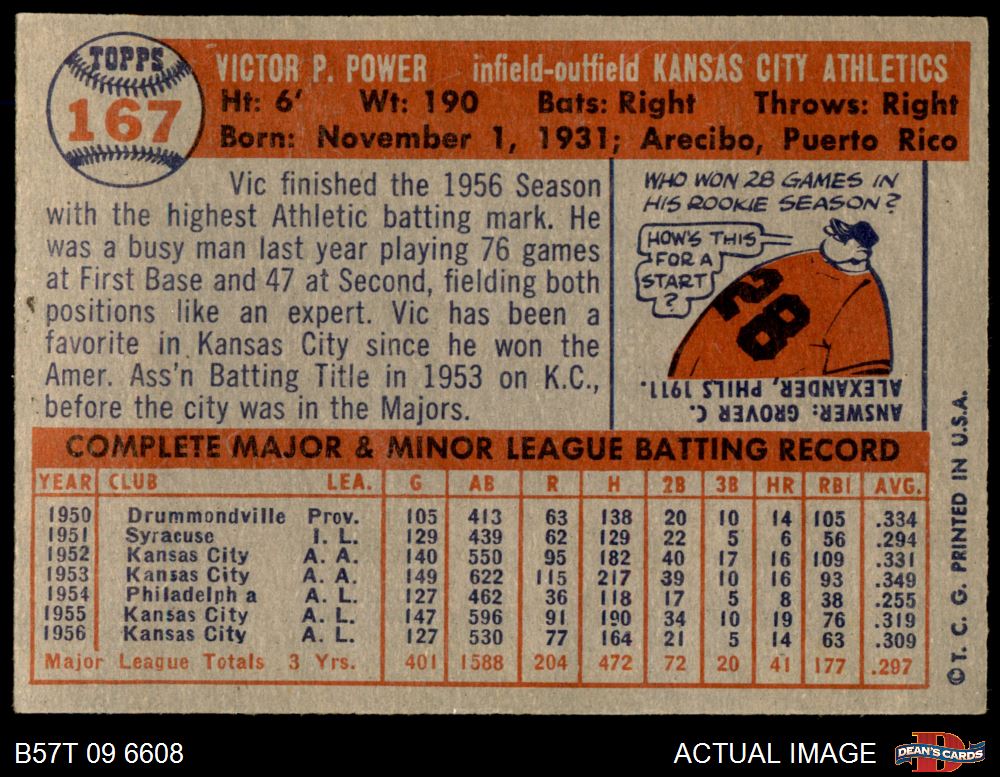 TOPPS
167
VICTOR P. POWER infield-outfield KANSAS CITY ATHLETICS
Ht: 6' Wt: 190 Bats: Right Throws: Right
Born: November 1, 1931; Arecibo, Puerto Rico
Vic finished the 1956 Season
with the highest Athletic batting mark. He
was a busy man last year playing 76 games
at First Base and 47 at Second, fielding both
positions like an expert. Vic has been a
favorite in Kansas City since he won the
Amer. Ass'n Batting Title in 1953 on K.C.,
before the city was in the Majors.
WHO WON 28 GAMES IN
HIS ROOKIE SEASON?
HOW'S THIS
FOR A
START
?
28
ANSWER: GROVER C.
ALEXANDER, PHILS 1911.
COMPLETE MAJOR & MINOR LEAGUE BATTING RECORD
YEAR CLUB LEA. G AB R H 2B 3B HR RBI AVG.
1950 Drummondville Prov. 105 413 63 138 20 10 14 105 .334
1951 Syracuse I. L. 129 439 62 129 22 5 6 56 .294
1952 Kansas City A. A. 140 550 95 182 40 17 16 109 .331
1953 Kansas City A. A. 149 622 115 217 39 10 16 93 .349
1954 Philadelph a A. L. 127 462 36 118 17 5 8 38 .255
1955 Kansas City A. L. 147 596 91 190 34 10 19 76 .319
1956 Kansas City A. L. 127 530 77 164 21 5 14 63 .309
Major League Totals 3 Yrs. 401 1588 204 472 72 20 41 177 .297
©T. C. G. PRINTED IN U.S.A.
B57T 09 6608
ACTUAL IMAGE
D
DEAN'S CARDS